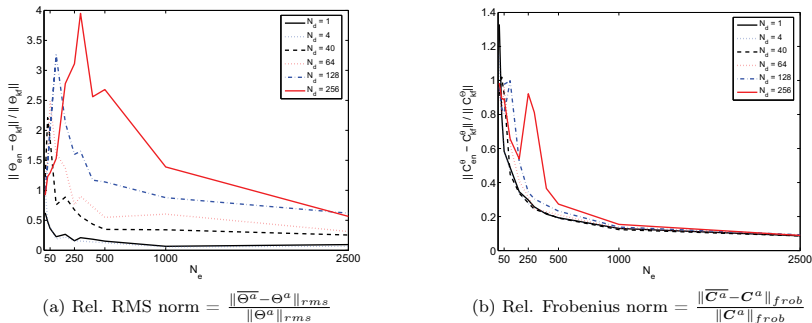 || Θ_en − Θ_kf || / || Θ_kf ||
4
3.5
3
2.5
2
1.5
1
0.5
0
50 250 500 1000 2500
N_e
N_d = 1
N_d = 4
N_d = 40
N_d = 64
N_d = 128
N_d = 256
(a) Rel. RMS norm = ‖\overline{Θ^a} − Θ^a‖_rms / ‖Θ^a‖_rms
|| C^θ_en − C^θ_kf || / || C^θ_kf ||
1.4
1.2
1
0.8
0.6
0.4
0.2
0
50 500 1000 2500
N_e
N_d = 1
N_d = 4
N_d = 40
N_d = 64
N_d = 128
N_d = 256
(b) Rel. Frobenius norm = ‖\overline{C^a} − C^a‖_frob / ‖C^a‖_frob